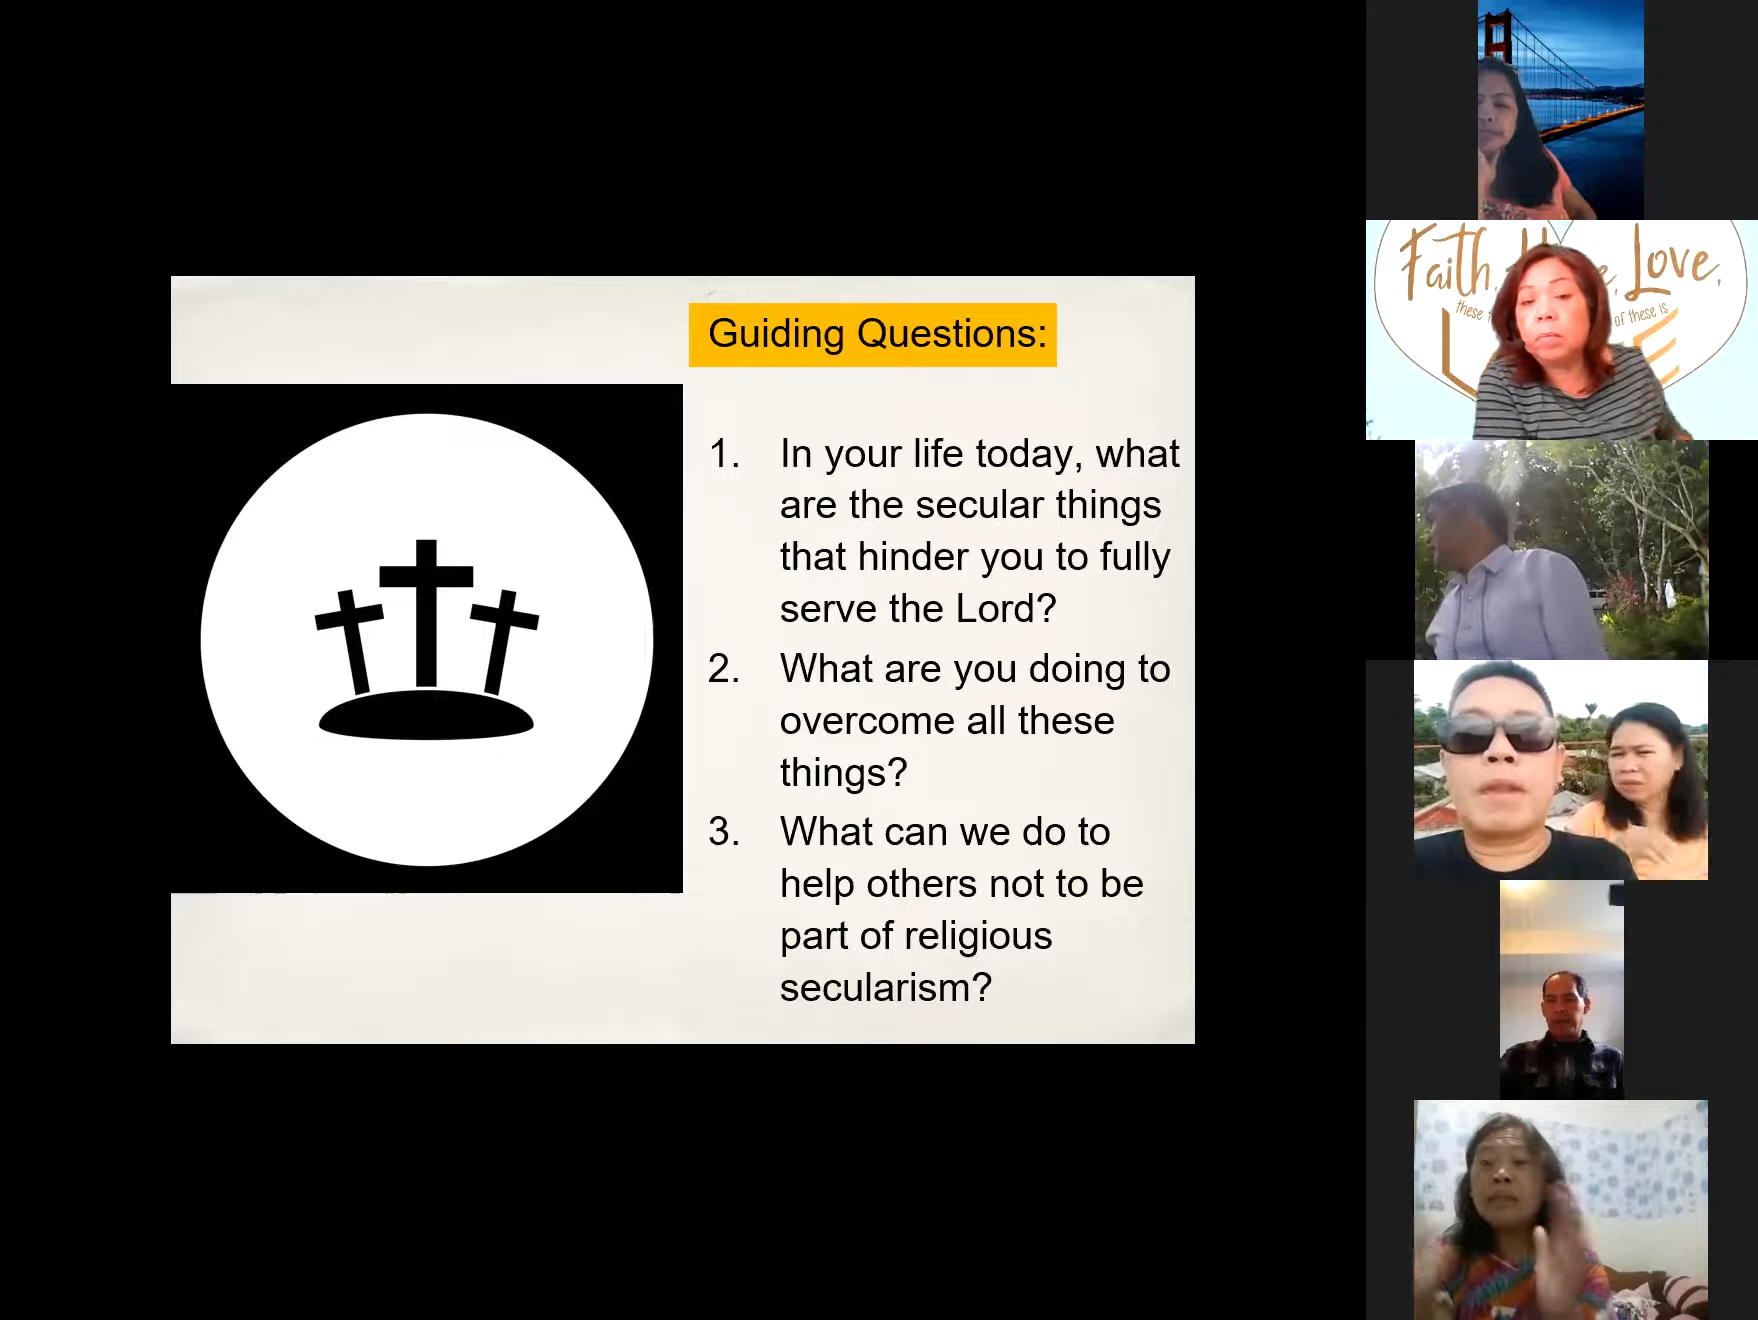 Guiding Questions:
1. In your life today, what
are the secular things
that hinder you to fully
serve the Lord?
2. What are you doing to
overcome all these
things?
3. What can we do to
help others not to be
part of religious
secularism?
Faith, Love,
these of these is